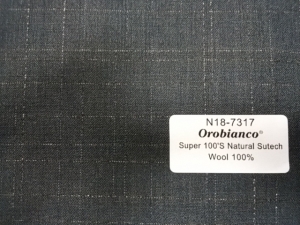 N18-7317
Orobianco®
Super 100'S Natural Sutech
Wool 100%